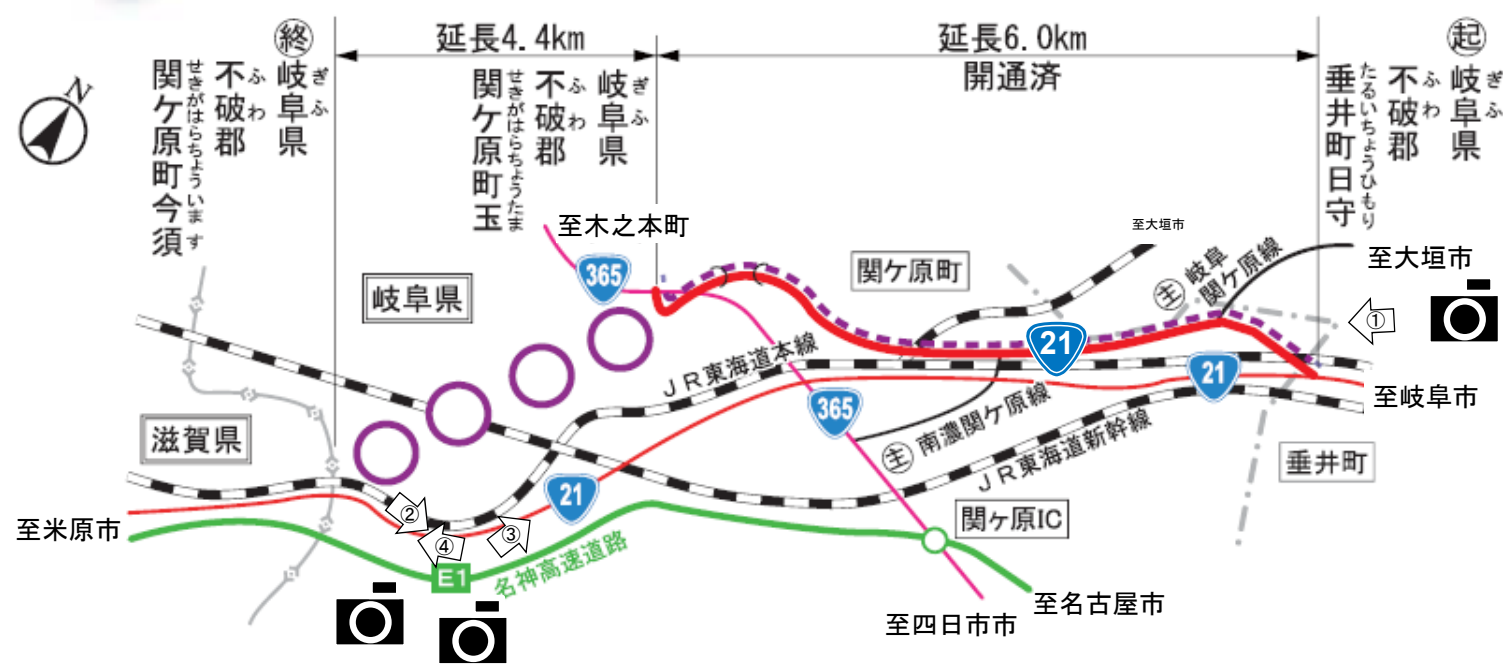 終
岐阜県
ぎふ
不破郡
ふわ
関ケ原町今須
せきがはらちょういます
延長4.4km
岐阜県
ぎふ
不破郡
ふわ
関ケ原町玉
せきがはらちょうたま
延長6.0km
開通済
起
岐阜県
ぎふ
不破郡
ふわ
垂井町日守
たるいちょうひもり
N
至木之本町
365
岐阜県
関ケ原町
至大垣市
主 岐阜
関ケ原線
至大垣市
①
21
21
至岐阜市
JR東海道本線
365
主 南濃関ケ原線
JR東海道新幹線
垂井町
滋賀県
21
至米原市
②
④
③
E1
名神高速道路
関ヶ原IC
至名古屋市
至四日市市